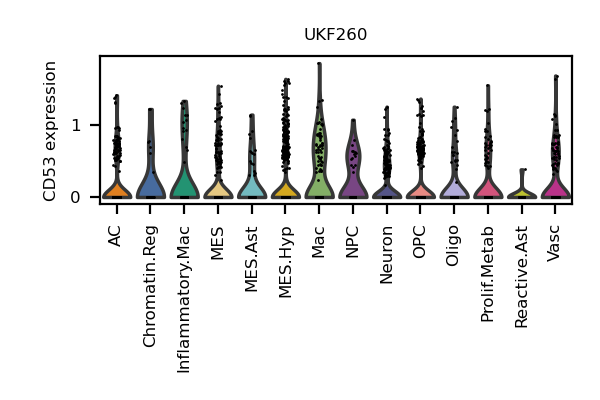 UKF260
CD53 expression
1
0
AC
Chromatin.Reg
Inflammatory.Mac
MES
MES.Ast
MES.Hyp
Mac
NPC
Neuron
OPC
Oligo
Prolif.Metab
Reactive.Ast
Vasc